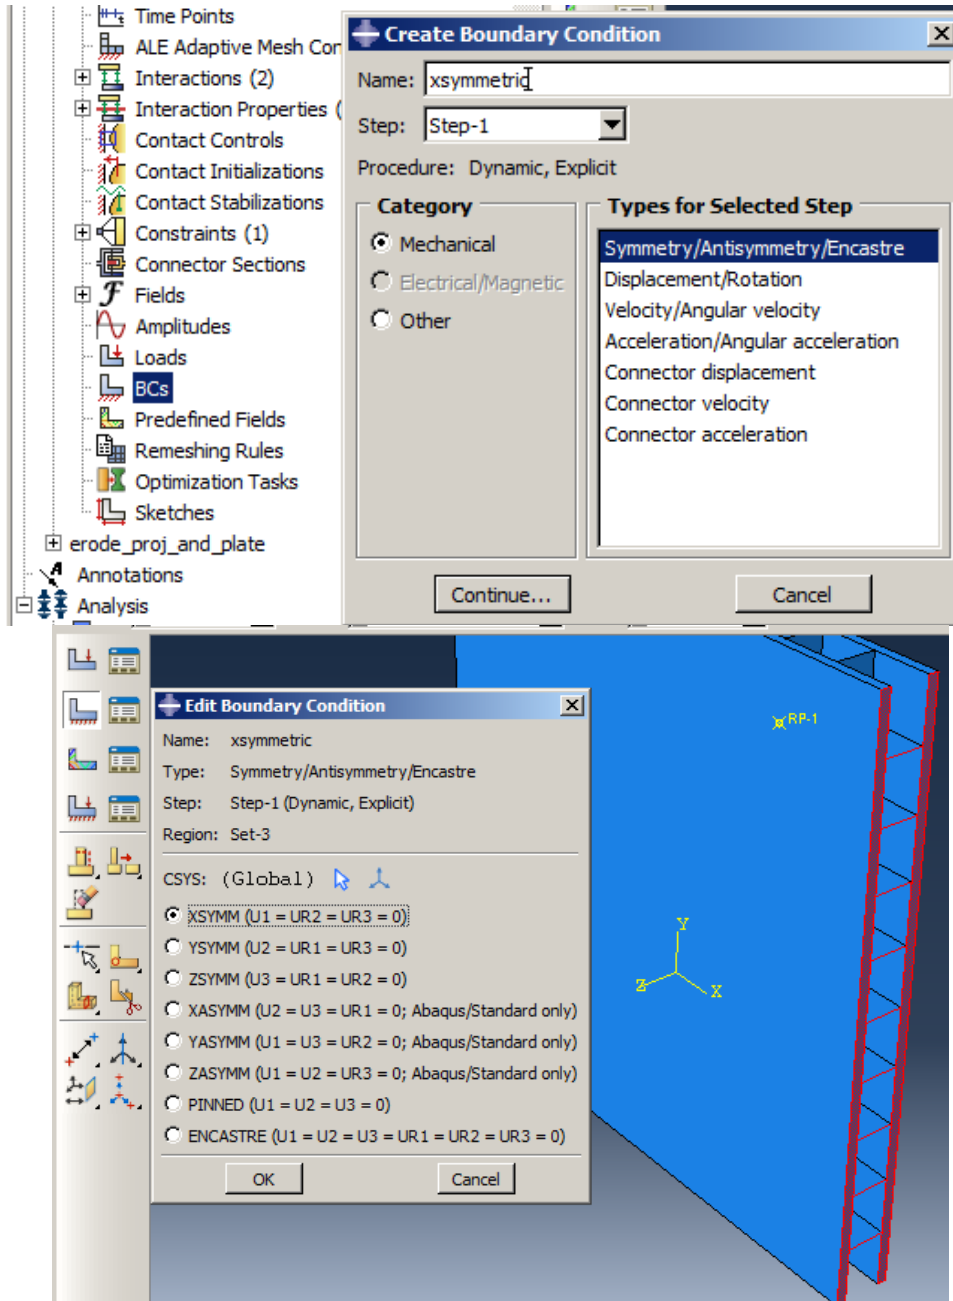 Time Points
ALE Adaptive Mesh Con
Interactions (2)
Interaction Properties (
Contact Controls
Contact Initializations
Contact Stabilizations
Constraints (1)
Connector Sections
Fields
Amplitudes
Loads
BCs
Predefined Fields
Remeshing Rules
Optimization Tasks
Sketches
erode_proj_and_plate
Annotations
Analysis
Create Boundary Condition
Name: xsymmetric
Step: Step-1
Procedure: Dynamic, Explicit
Category
Mechanical
Electrical/Magnetic
Other
Types for Selected Step
Symmetry/Antisymmetry/Encastre
Displacement/Rotation
Velocity/Angular velocity
Acceleration/Angular acceleration
Connector displacement
Connector velocity
Connector acceleration
Continue...
Cancel
Edit Boundary Condition
Name: xsymmetric
Type: Symmetry/Antisymmetry/Encastre
Step: Step-1 (Dynamic, Explicit)
Region: Set-3
CSYS: (Global)
XSYMM (U1 = UR2 = UR3 = 0)
YSYMM (U2 = UR1 = UR3 = 0)
ZSYMM (U3 = UR1 = UR2 = 0)
XASYMM (U2 = U3 = UR1 = 0; Abaqus/Standard only)
YASYMM (U1 = U3 = UR2 = 0; Abaqus/Standard only)
ZASYMM (U1 = U2 = UR3 = 0; Abaqus/Standard only)
PINNED (U1 = U2 = U3 = 0)
ENCASTRE (U1 = U2 = U3 = UR1 = UR2 = UR3 = 0)
OK
Cancel
RP-1
Y
Z
X